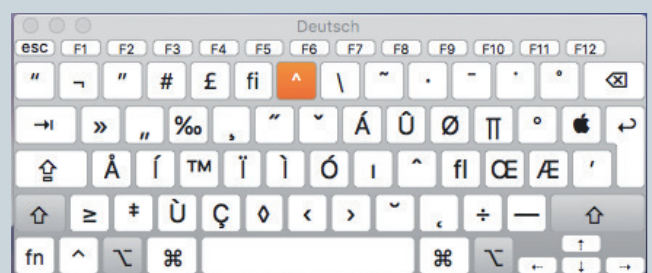 Deutsch
esc F1 F2 F3 F4 F5 F6 F7 F8 F9 F10 F11 F12
“ ¬ ” # £ fi ^ \ ˜ · ¯ ˙ ˚
» „ ‰ ¸ ˝ ˇ Á Û Ø ∏ °
Å Í ™ Ï Ì Ó ı ˆ fl Œ Æ ’
≥ ‡ Ù Ç ◊ ‹ › ˘ ˛ ÷ —
fn ^ ⌥ ⌘ ⌘ ⌥ ← ↑ ↓ →